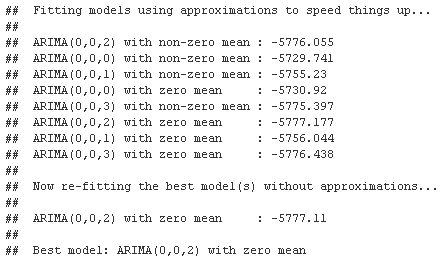 ##  Fitting models using approximations to speed things up...
##
##  ARIMA(0,0,2) with non-zero mean : -5776.055
##  ARIMA(0,0,0) with non-zero mean : -5729.741
##  ARIMA(0,0,1) with non-zero mean : -5755.23
##  ARIMA(0,0,0) with zero mean     : -5730.92
##  ARIMA(0,0,3) with non-zero mean : -5775.397
##  ARIMA(0,0,2) with zero mean     : -5777.177
##  ARIMA(0,0,1) with zero mean     : -5756.044
##  ARIMA(0,0,3) with zero mean     : -5776.438
##
##  Now re-fitting the best model(s) without approximations...
##
##  ARIMA(0,0,2) with zero mean     : -5777.11
##
##  Best model: ARIMA(0,0,2) with zero mean